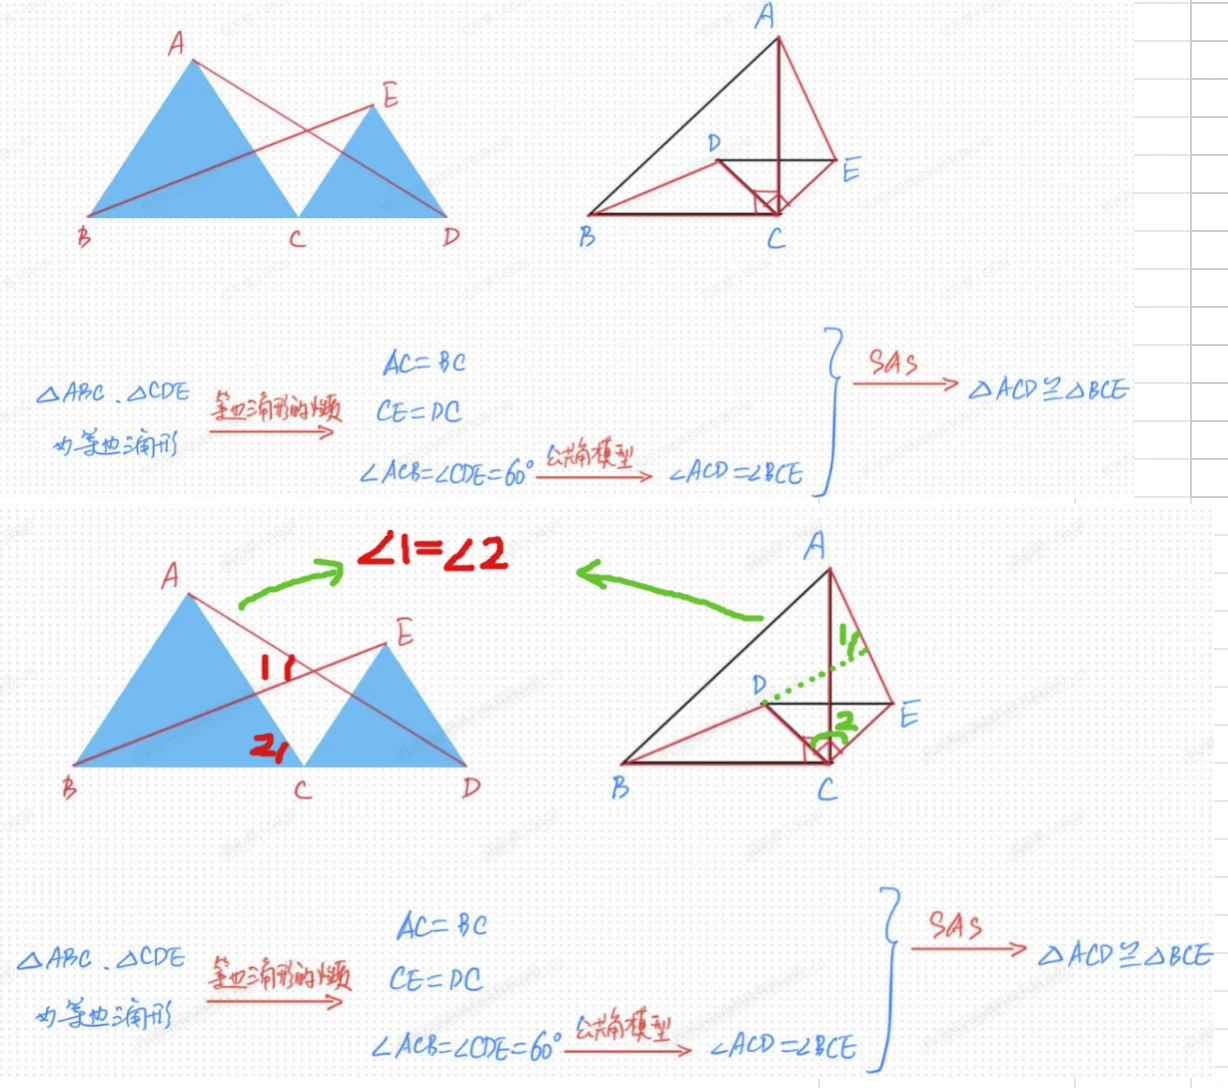 A
E
B
C
D
A
D
E
B
C
△ABC、△CDE
为等边三角形
等边三角形的性质
AC=BC
CE=DC
∠ACB=∠CDE=60° 公共角模型 ∠ACD=∠BCE
SAS
△ACD≌△BCE
∠1=∠2
A
E
1
2
B
C
D
A
1
D
E
2
B
C
△ABC、△CDE
为等边三角形
等边三角形的性质
AC=BC
CE=DC
∠ACB=∠CDE=60° 公共角模型 ∠ACD=∠BCE
SAS
△ACD≌△BCE